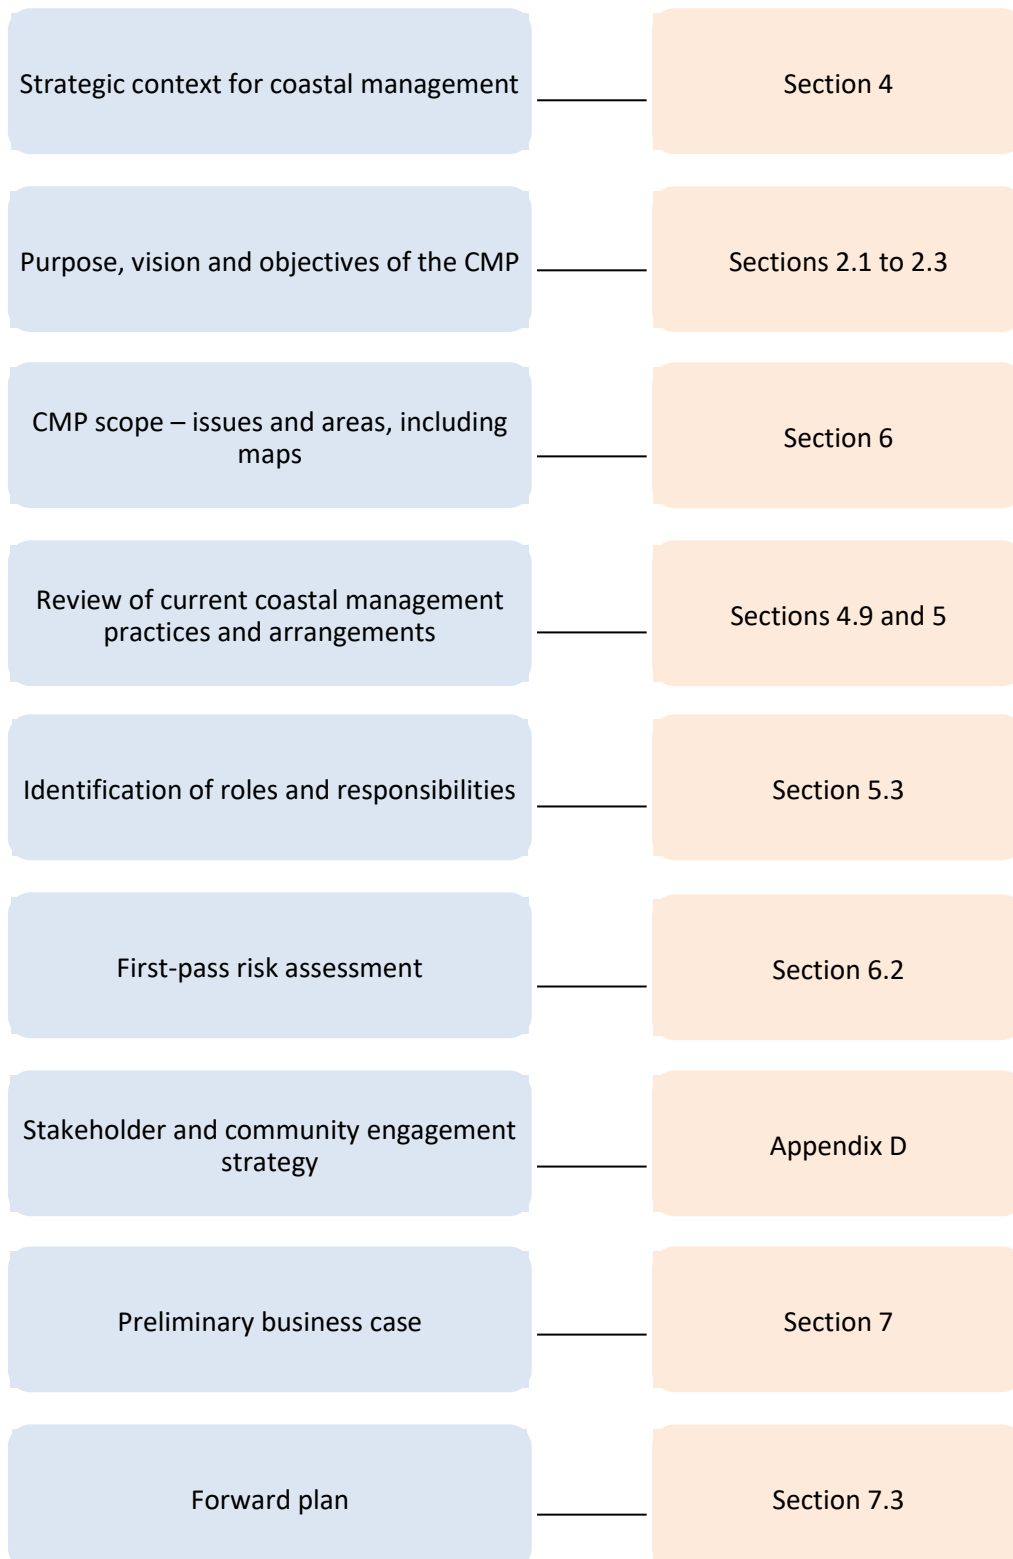 Strategic context for coastal management
Section 4
Purpose, vision and objectives of the CMP
Sections 2.1 to 2.3
CMP scope – issues and areas, including
maps
Section 6
Review of current coastal management
practices and arrangements
Sections 4.9 and 5
Identification of roles and responsibilities
Section 5.3
First-pass risk assessment
Section 6.2
Stakeholder and community engagement
strategy
Appendix D
Preliminary business case
Section 7
Forward plan
Section 7.3